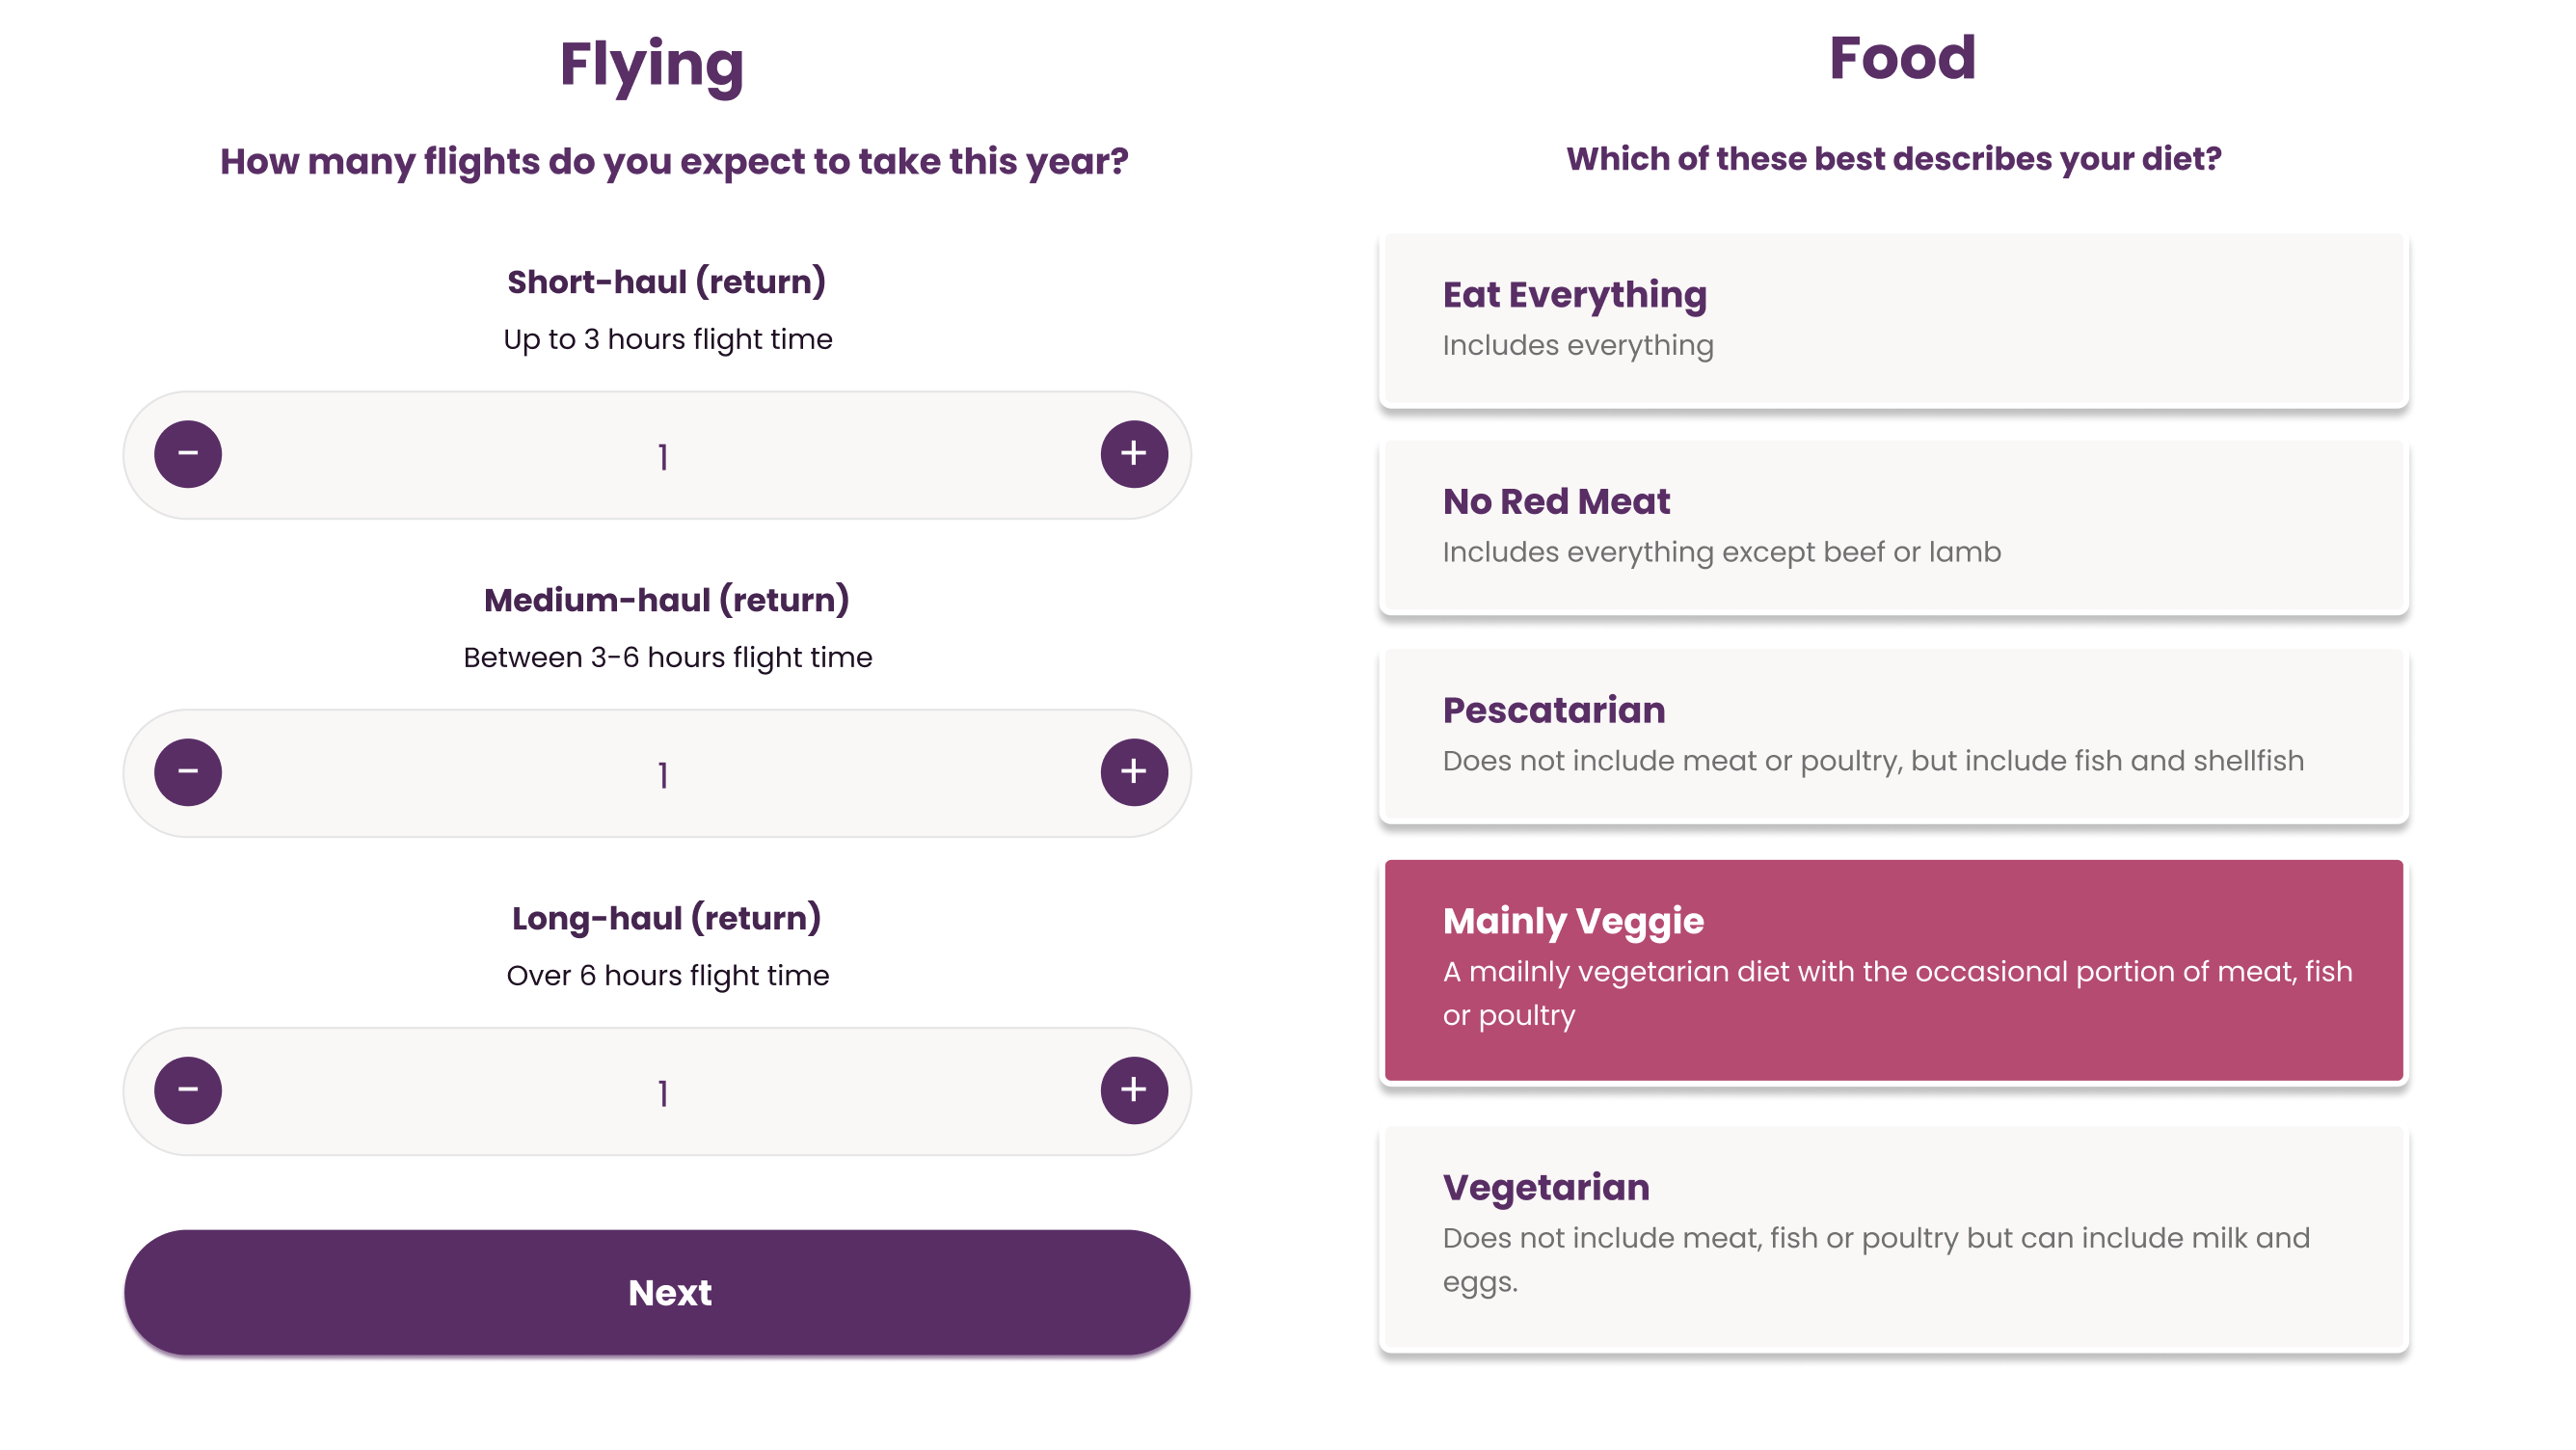 Flying
How many flights do you expect to take this year?
Short-haul (return)
Up to 3 hours flight time
− 1 +
Medium-haul (return)
Between 3-6 hours flight time
− 1 +
Long-haul (return)
Over 6 hours flight time
− 1 +
Next
Food
Which of these best describes your diet?
Eat Everything
Includes everything
No Red Meat
Includes everything except beef or lamb
Pescatarian
Does not include meat or poultry, but include fish and shellfish
Mainly Veggie
A mailnly vegetarian diet with the occasional portion of meat, fish
or poultry
Vegetarian
Does not include meat, fish or poultry but can include milk and
eggs.